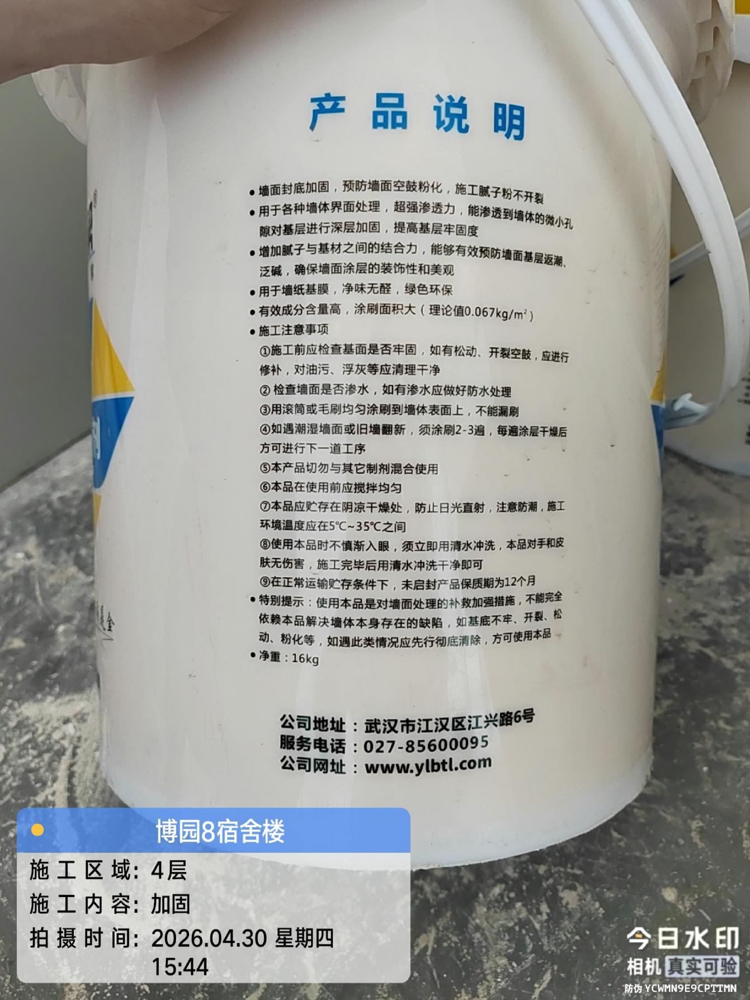 产品说明
®
●墙面封底加固，预防墙面空鼓粉化，施工腻子粉不开裂
●用于各种墙体界面处理，超强渗透力，能渗透到墙体的微小孔
隙对基层进行深层加固，提高基层牢固度
●增加腻子与基材之间的结合力，能够有效预防墙面基层返潮、
泛碱，确保墙面涂层的装饰性和美观
●用于墙纸基膜，净味无醛，绿色环保
●有效成分含量高，涂刷面积大（理论值0.067kg/m²）
●施工注意事项
①施工前应检查基面是否牢固，如有松动、开裂空鼓，应进行
修补，对油污、浮灰等应清理干净
②检查墙面是否渗水，如有渗水应做好防水处理
③用滚筒或毛刷均匀涂刷到墙体表面上，不能漏刷
④如遇潮湿墙面或旧墙翻新，须涂刷2-3遍，每遍涂层干燥后
方可进行下一道工序
⑤本产品切勿与其它制剂混合使用
⑥本品在使用前应搅拌均匀
⑦本品应贮存在阴凉干燥处，防止日光直射，注意防潮，施工
环境温度应在5℃~35℃之间
⑧使用本品时不慎渐入眼，须立即用清水冲洗，本品对手和皮
肤无伤害，施工完毕后用清水冲洗干净即可
⑨在正常运输贮存条件下，未启封产品保质期为12个月
●特别提示：使用本品是对墙面处理的补救加强措施，不能完全
依赖本品解决墙体本身存在的缺陷，如基底不牢、开裂、松
动、粉化等，如遇此类情况应先行彻底清除，方可使用本品
●净重：16kg
剂
公司地址：武汉市江汉区江兴路6号
服务电话：027-85600095
公司网址：www.ylbtl.com
博园8宿舍楼
施工区域：4层
施工内容：加固
拍摄时间：2026.04.30 星期四
15:44
今日水印
相机 真实可验
防伪 YCWMN9E9CPTTMN